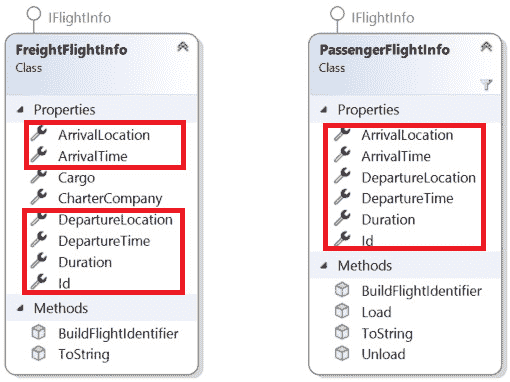 IFlightInfo
FreightFlightInfo
Class
Properties
ArrivalLocation
ArrivalTime
Cargo
CharterCompany
DepartureLocation
DepartureTime
Duration
Id
Methods
BuildFlightIdentifier
ToString
IFlightInfo
PassengerFlightInfo
Class
Properties
ArrivalLocation
ArrivalTime
DepartureLocation
DepartureTime
Duration
Id
Methods
BuildFlightIdentifier
Load
ToString
Unload